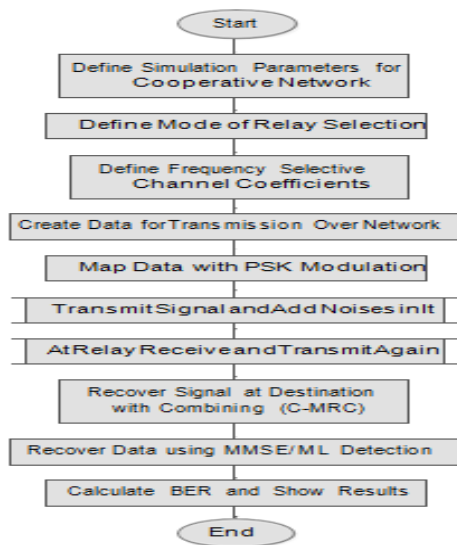 Start
Define Simulation Parameters for
Cooperative Network
Define Mode of Relay Selection
Define Frequency Selective
Channel Coefficients
Create Data for Transmission Over Network
Map Data with PSK Modulation
Transmit Signal and Add Noises in It
At Relay Receive and Transmit Again
Recover Signal at Destination
with Combining (C-MRC)
Recover Data using MMSE/ML Detection
Calculate BER and Show Results
End